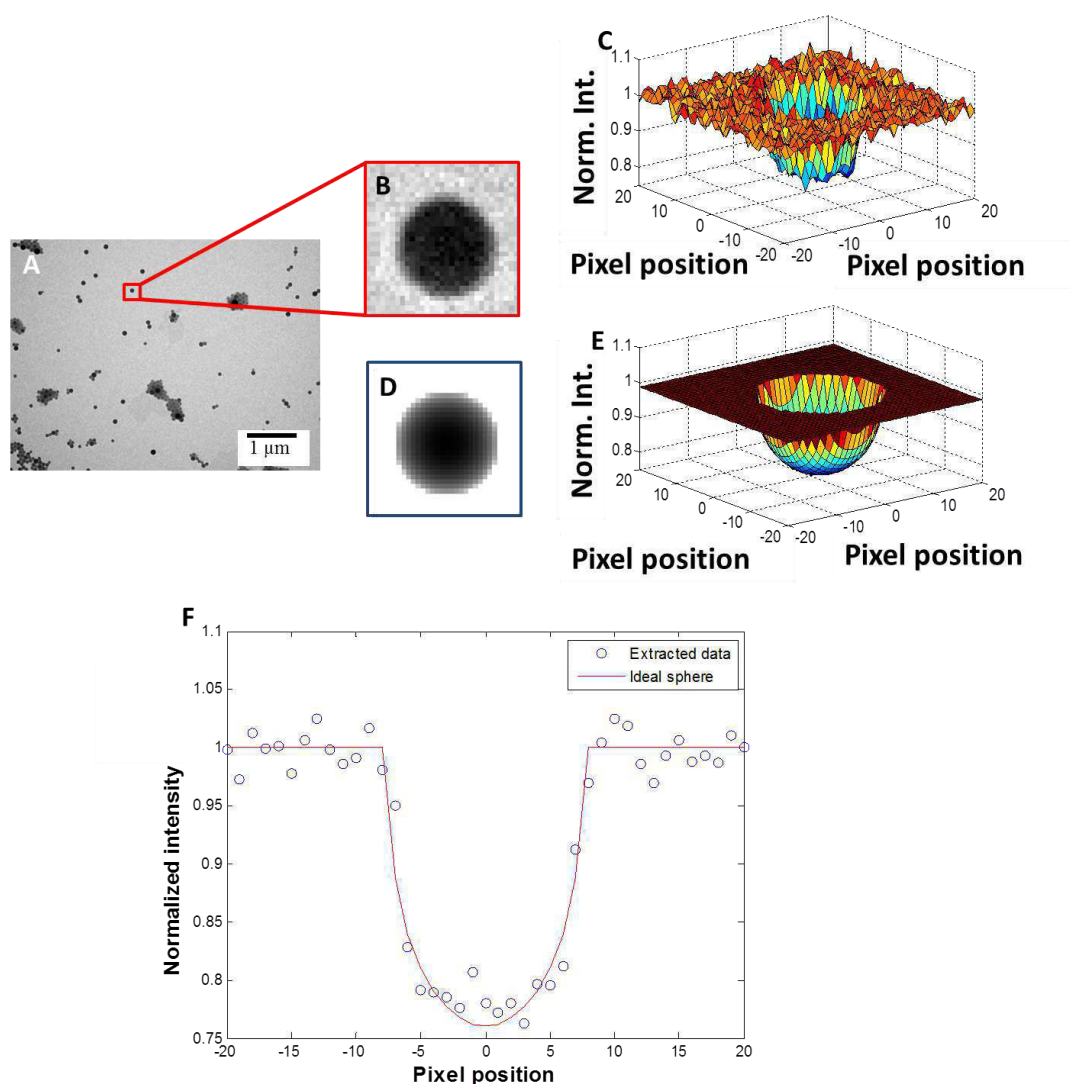 A
1 µm
B
C
Norm. Int.
1.1
1
0.9
0.8
20
10
0
-10
-20
-20
-10
0
10
20
Pixel position
Pixel position
D
E
Norm. Int.
1.1
1
0.9
0.8
20
10
0
-10
-20
-20
-10
0
10
20
Pixel position
Pixel position
F
Normalized intensity
1.1
1.05
1
0.95
0.9
0.85
0.8
0.75
Extracted data
Ideal sphere
-20
-15
-10
-5
0
5
10
15
20
Pixel position